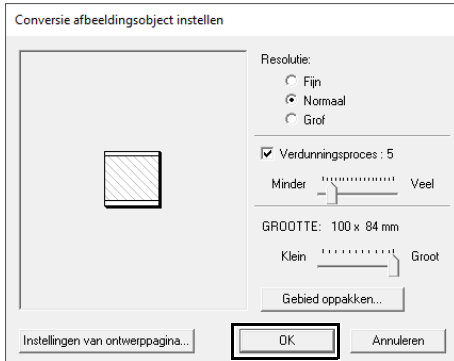 Conversie afbeeldingsobject instellen
Resolutie:
Fijn
Normaal
Grof
Verdunningsproces : 5
Minder Veel
GROOTTE: 100 x 84 mm
Klein Groot
Gebied oppakken...
Instellingen van ontwerppagina... OK Annuleren